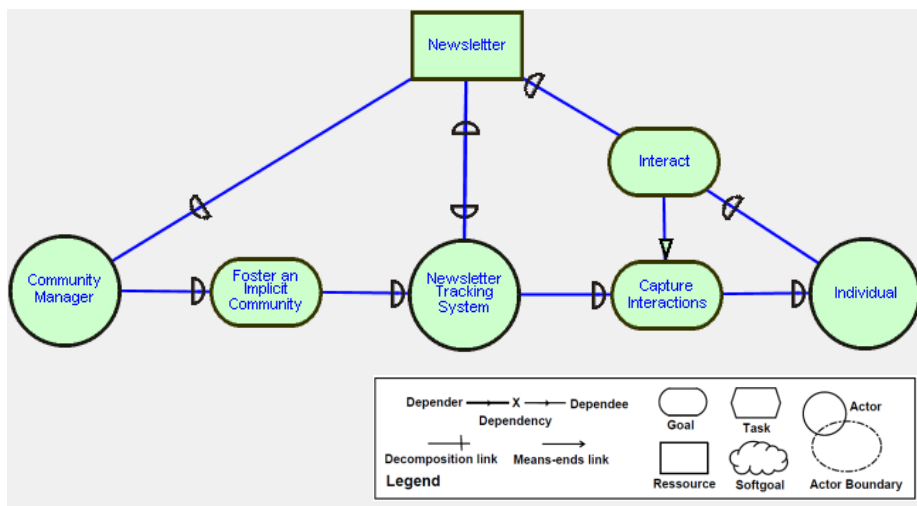 Newsletter
Interact
Community
Manager
Foster an
Implicit
Community
Newsletter
Tracking
System
Capture
Interactions
Individual
Depender X Dependee
Dependency
Decomposition link
Means-ends link
Legend
Goal
Task
Actor
Ressource
Softgoal
Actor Boundary